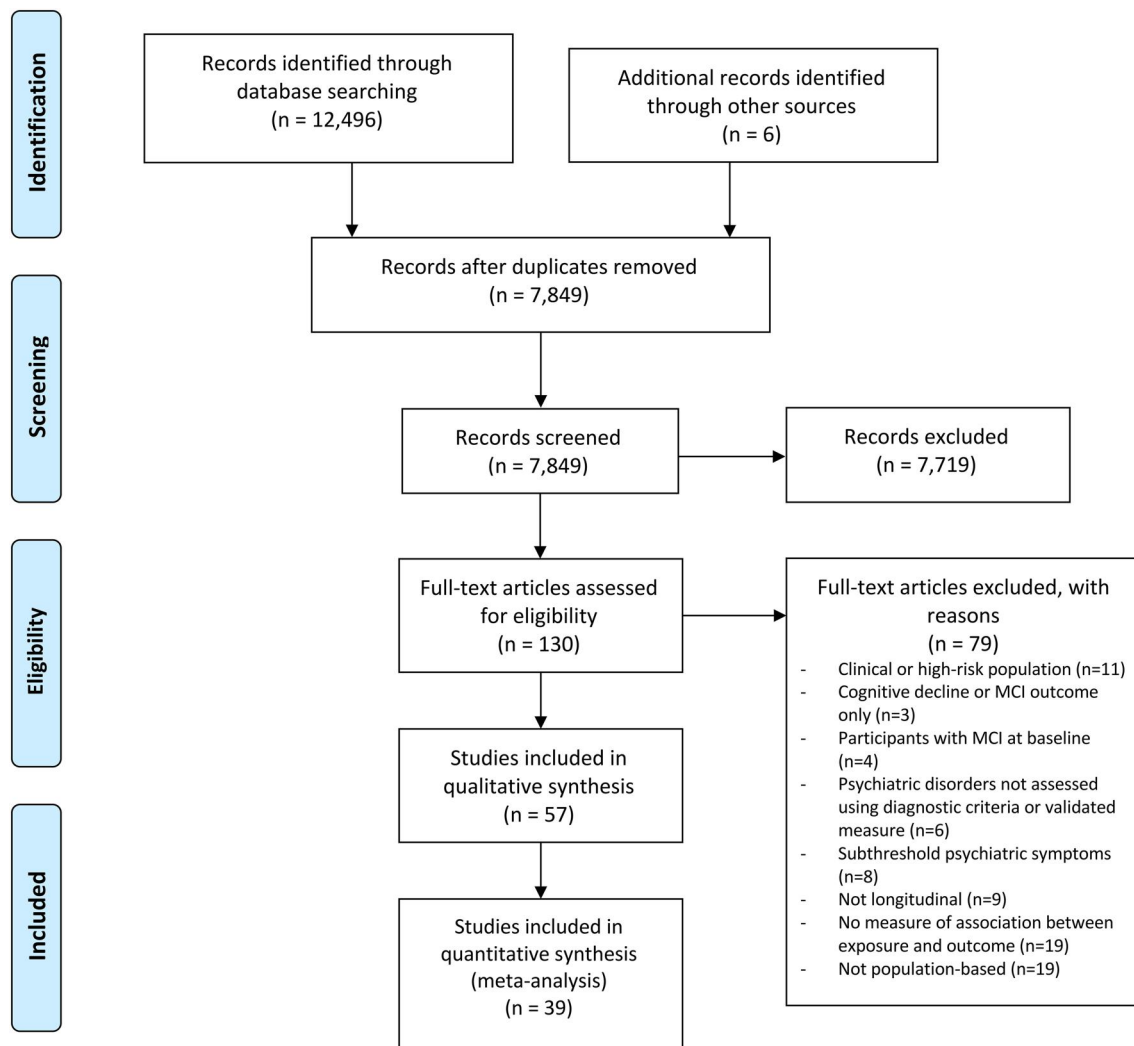 Identification
Records identified through
database searching
(n = 12,496)
Additional records identified
through other sources
(n = 6)
Records after duplicates removed
(n = 7,849)
Screening
Records screened
(n = 7,849)
Records excluded
(n = 7,719)
Eligibility
Full-text articles assessed
for eligibility
(n = 130)
Full-text articles excluded, with
reasons
(n = 79)
- Clinical or high-risk population (n=11)
- Cognitive decline or MCI outcome
only (n=3)
- Participants with MCI at baseline
(n=4)
- Psychiatric disorders not assessed
using diagnostic criteria or validated
measure (n=6)
- Subthreshold psychiatric symptoms
(n=8)
- Not longitudinal (n=9)
- No measure of association between
exposure and outcome (n=19)
- Not population-based (n=19)
Studies included in
qualitative synthesis
(n = 57)
Included
Studies included in
quantitative synthesis
(meta-analysis)
(n = 39)